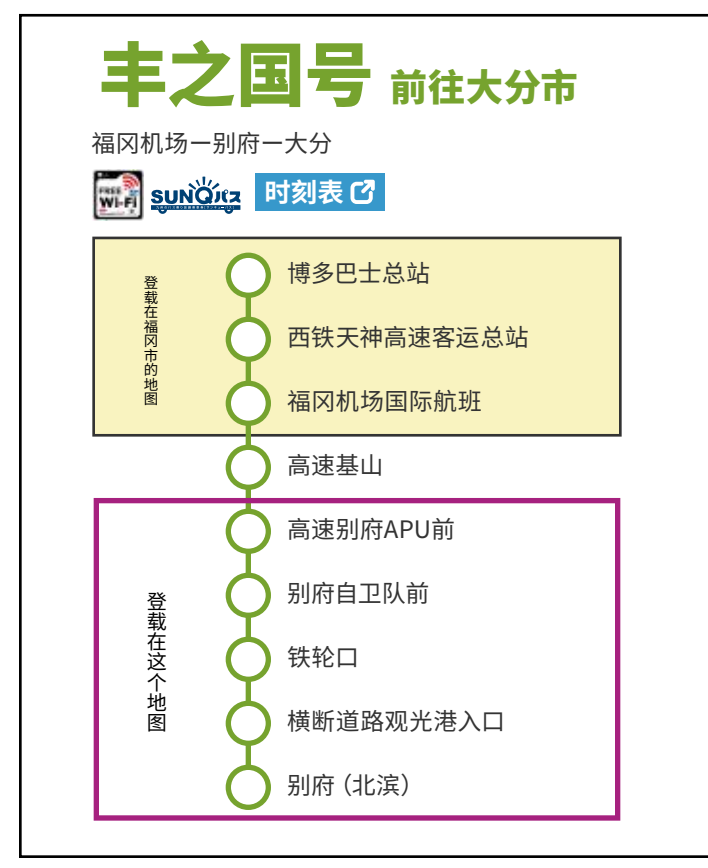 丰之国号 前往大分市
福冈机场ー别府ー大分
FREE
Wi-Fi
SUNQパス
时刻表
登载在福冈市的地图
博多巴士总站
西铁天神高速客运总站
福冈机场国际航班
高速基山
登载在这个地图
高速别府APU前
别府自卫队前
铁轮口
横断道路观光港入口
别府（北滨）